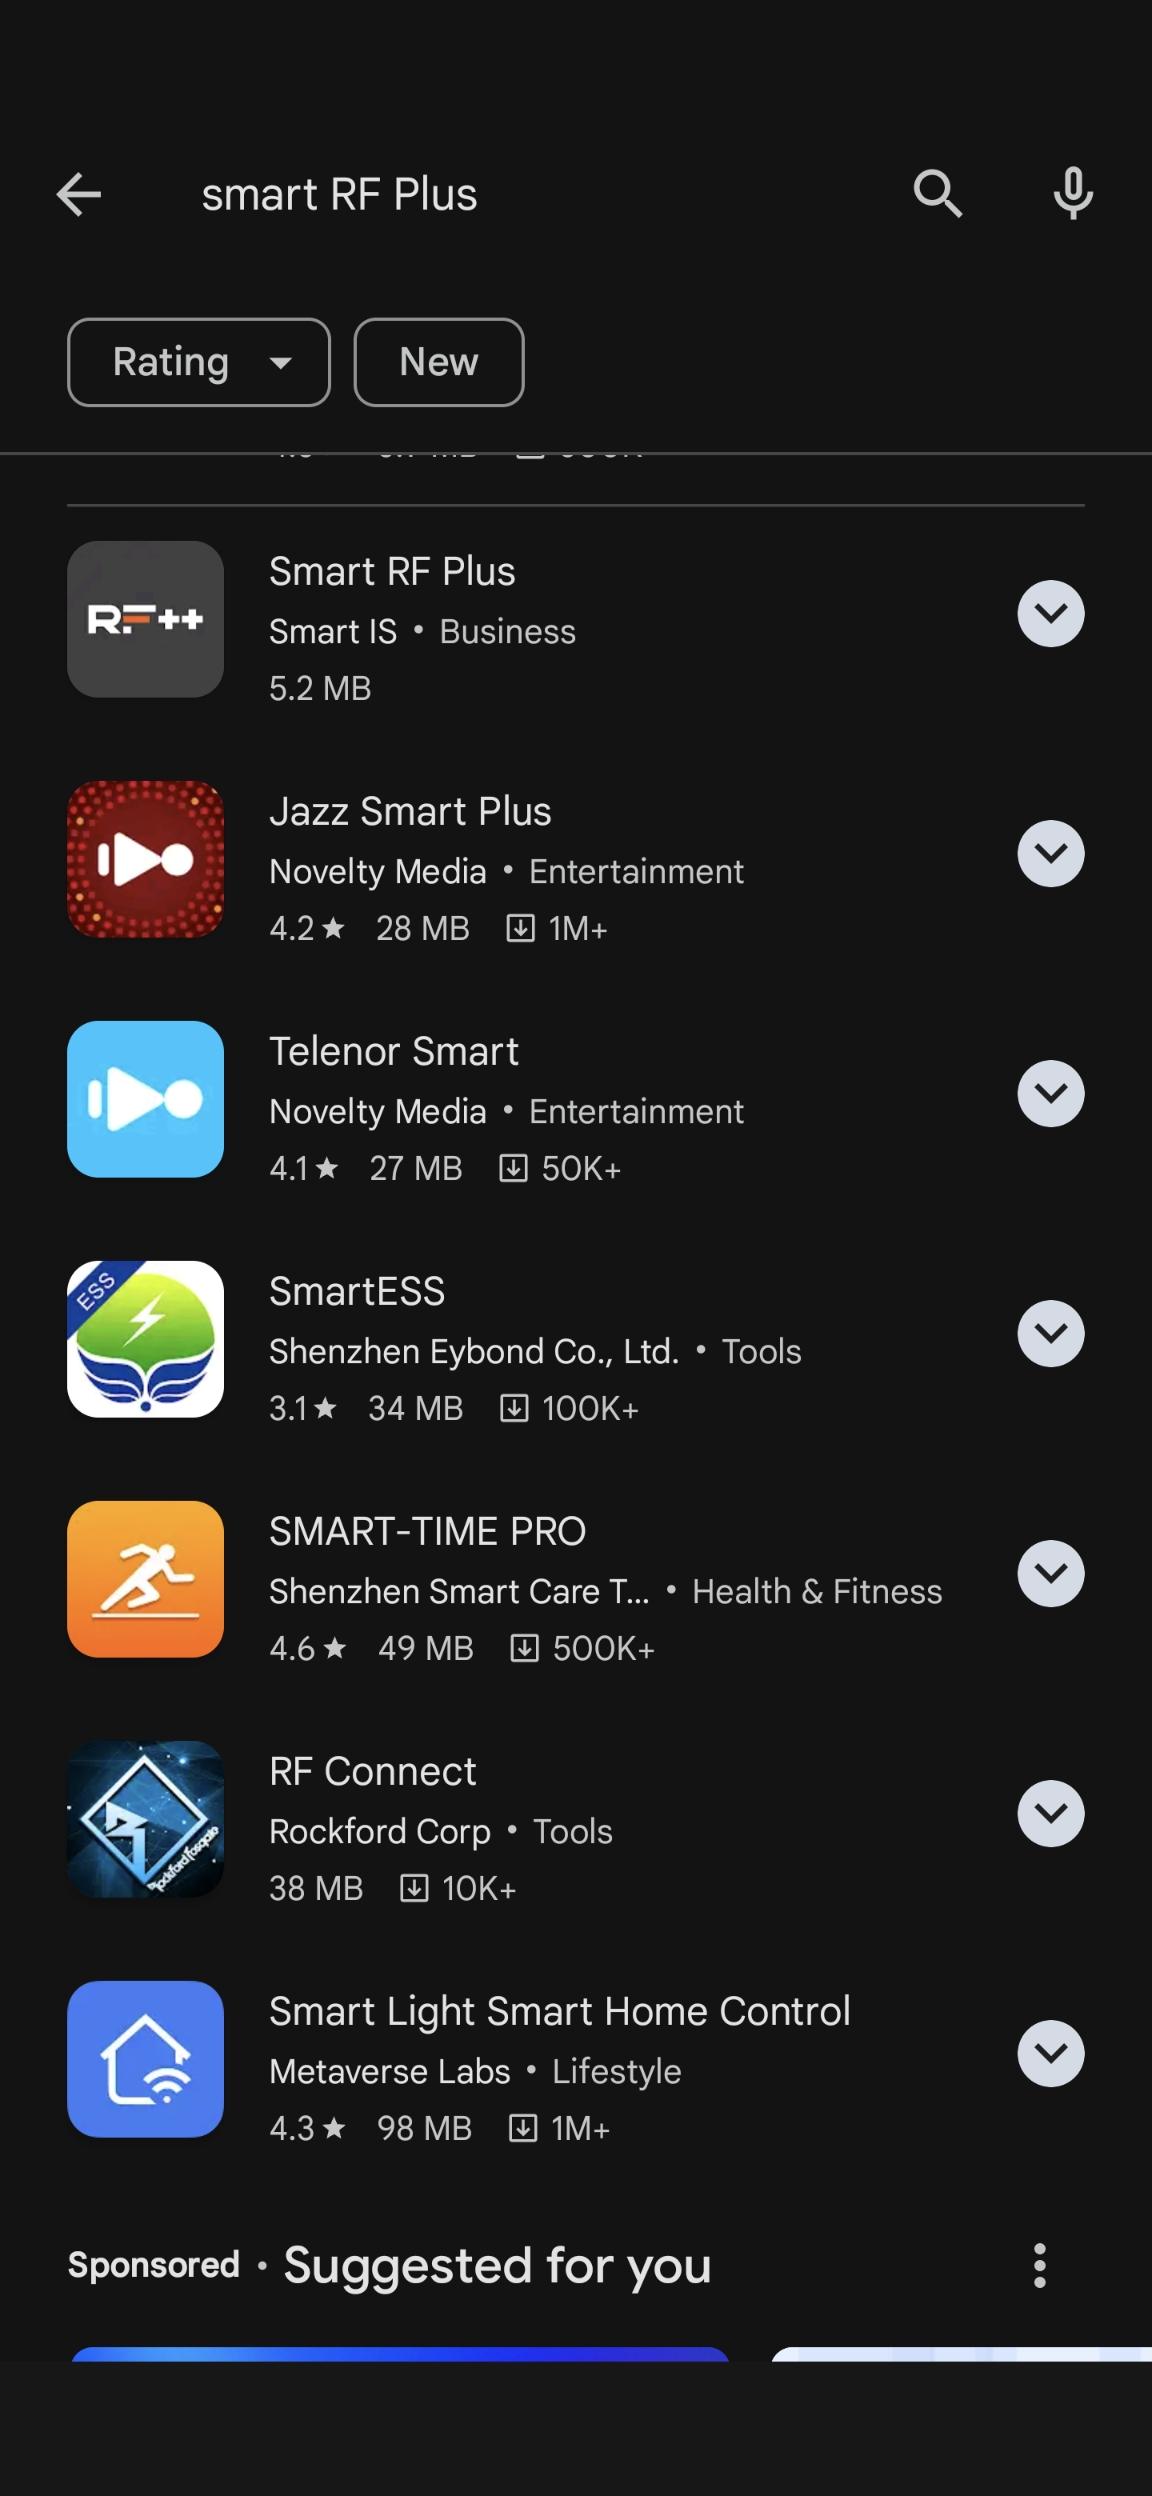 smart RF Plus
Rating
New
RF++
Smart RF Plus
Smart IS • Business
5.2 MB
Jazz Smart Plus
Novelty Media • Entertainment
4.2★ 28 MB 1M+
Telenor Smart
Novelty Media • Entertainment
4.1★ 27 MB 50K+
ESS
SmartESS
Shenzhen Eybond Co., Ltd. • Tools
3.1★ 34 MB 100K+
SMART-TIME PRO
Shenzhen Smart Care T... • Health & Fitness
4.6★ 49 MB 500K+
Rockford Fosgate
RF Connect
Rockford Corp • Tools
38 MB 10K+
Smart Light Smart Home Control
Metaverse Labs • Lifestyle
4.3★ 98 MB 1M+
Sponsored • Suggested for you